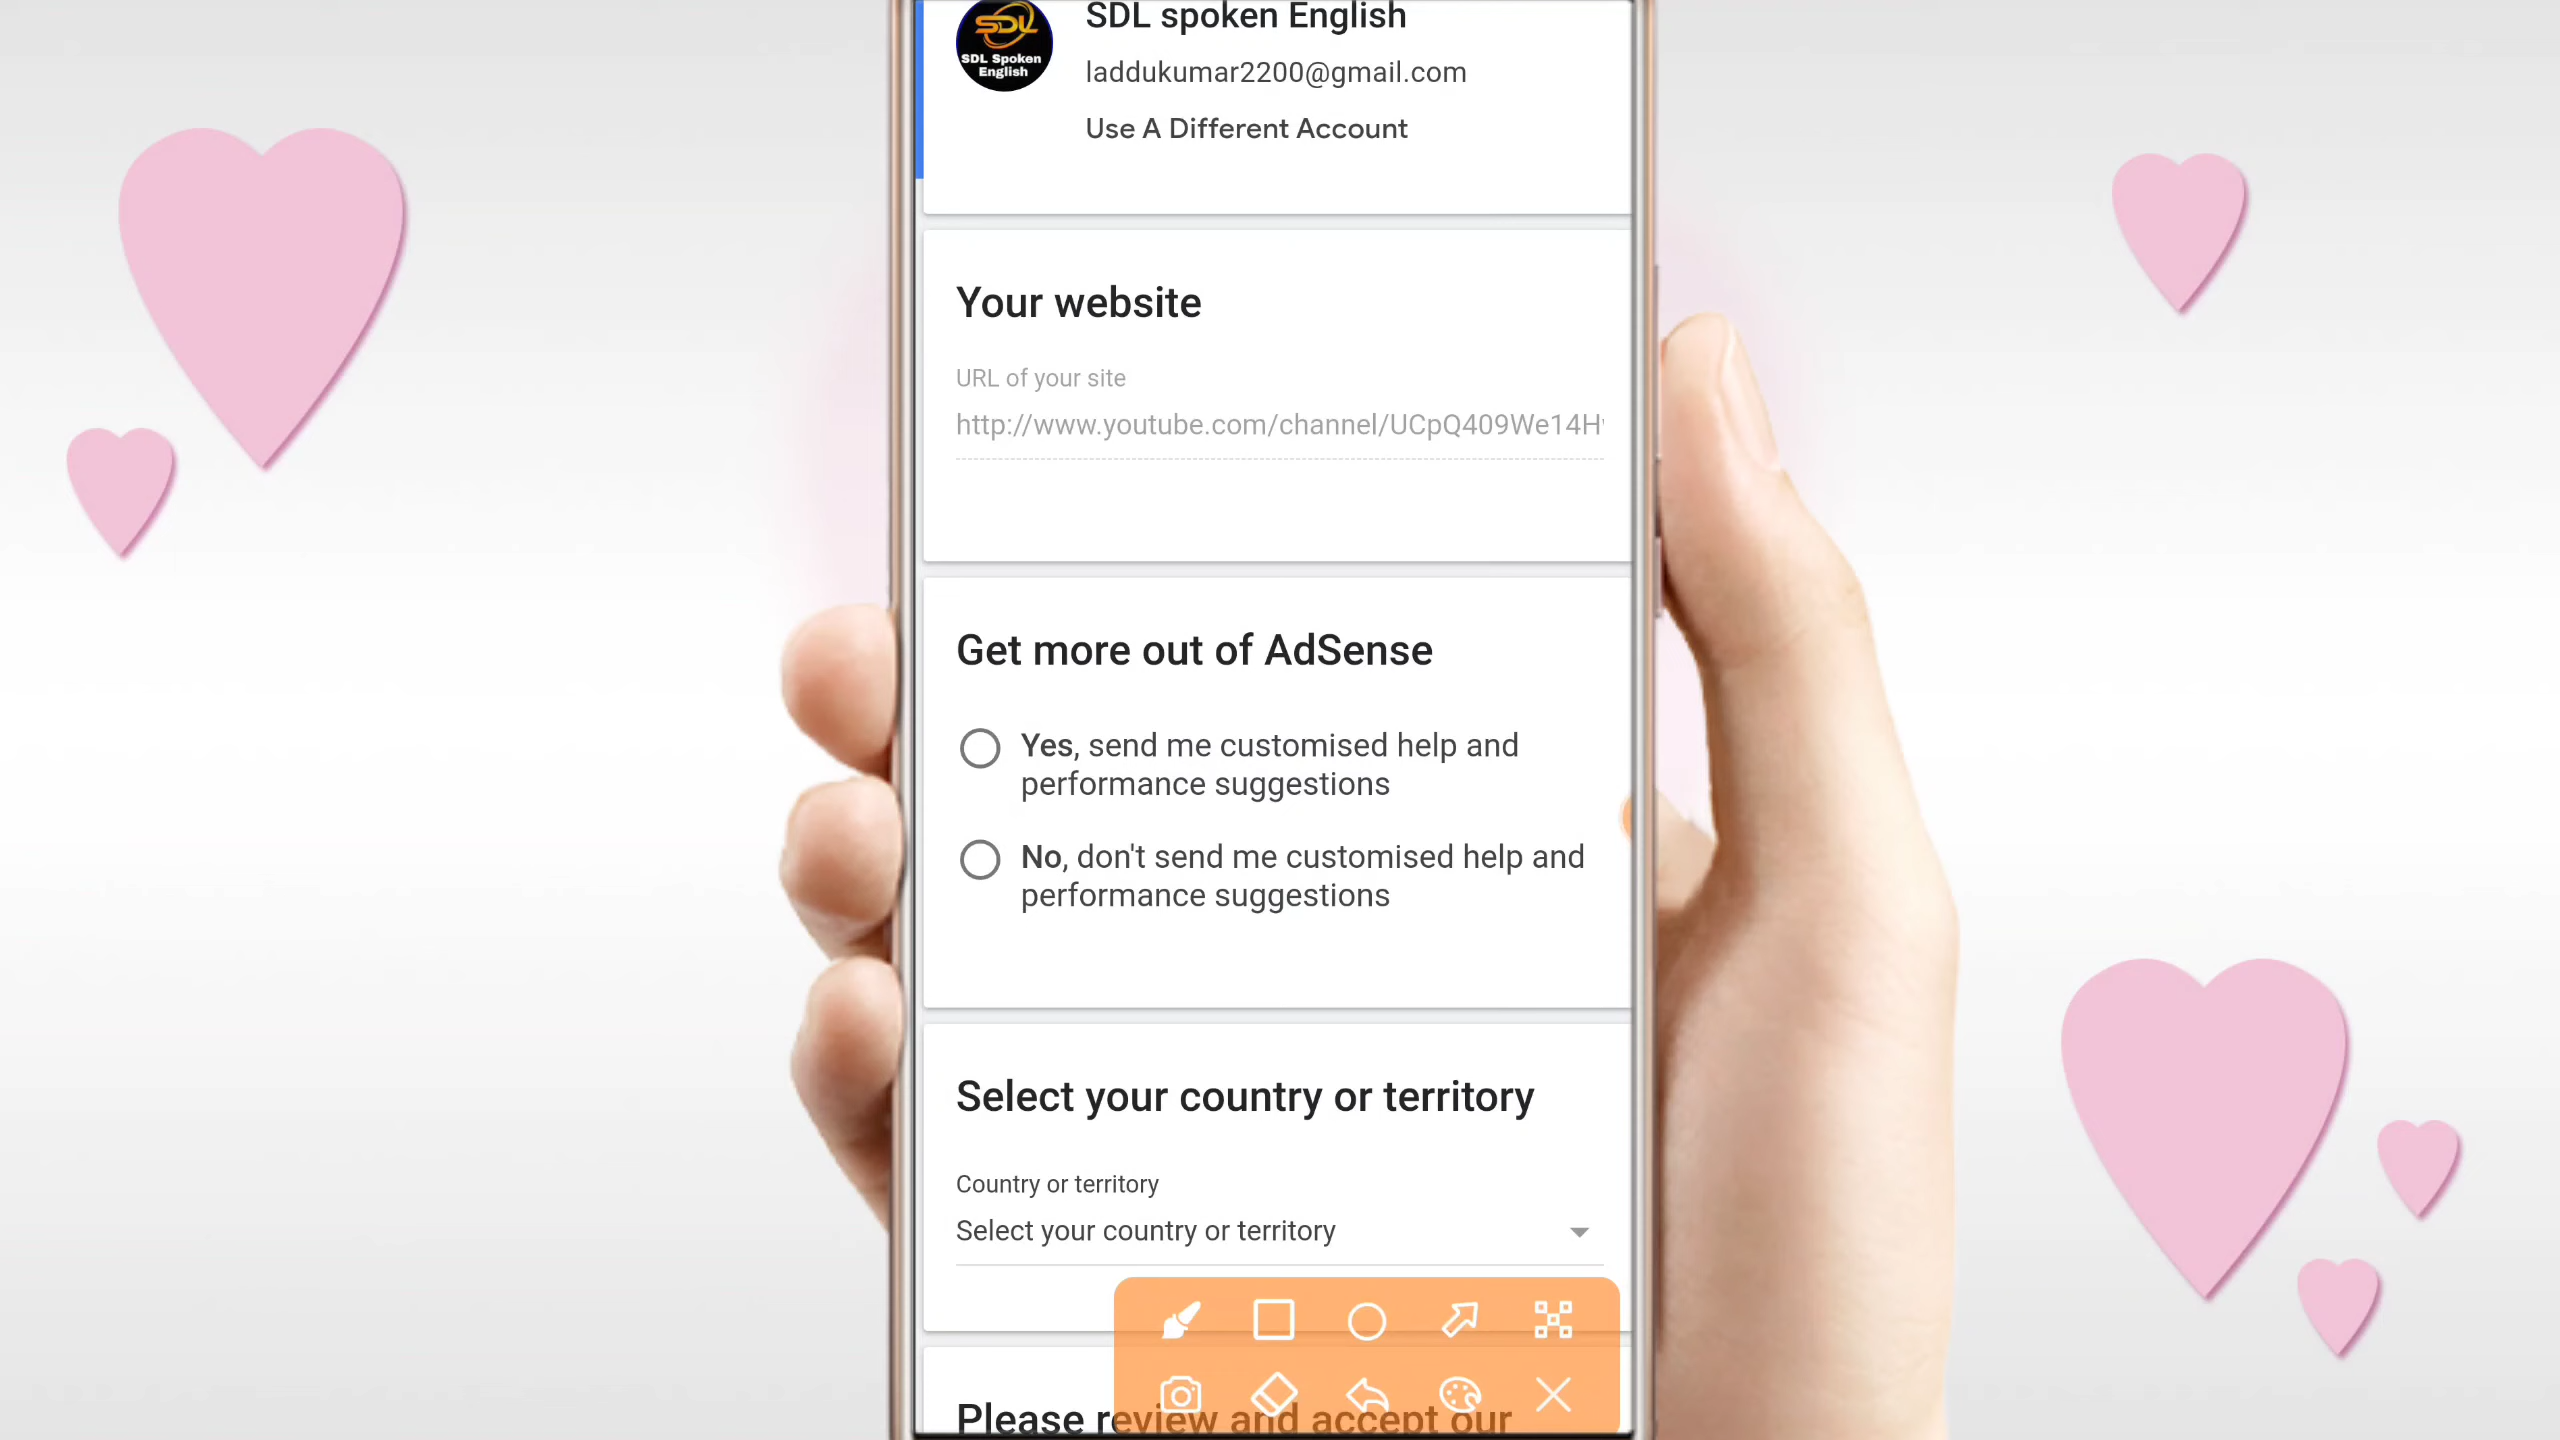 SDL
SDL Spoken
English
SDL spoken English
laddukumar2200@gmail.com
Use A Different Account
Your website
URL of your site
http://www.youtube.com/channel/UCpQ409We14H
Get more out of AdSense
Yes, send me customised help and
performance suggestions
No, don't send me customised help and
performance suggestions
Select your country or territory
Country or territory
Select your country or territory
Please review and accept our